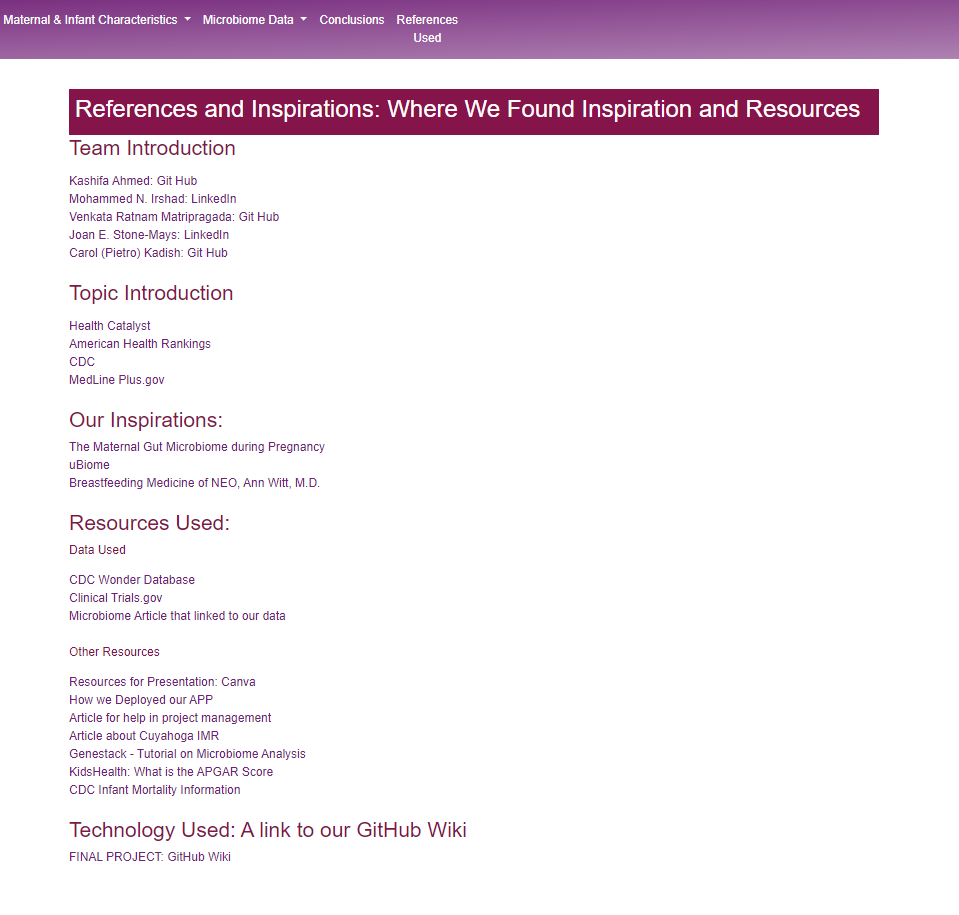 Maternal & Infant Characteristics Microbiome Data Conclusions References
Used
References and Inspirations: Where We Found Inspiration and Resources
Team Introduction
Kashifa Ahmed: Git Hub
Mohammed N. Irshad: LinkedIn
Venkata Ratnam Matripragada: Git Hub
Joan E. Stone-Mays: LinkedIn
Carol (Pietro) Kadish: Git Hub
Topic Introduction
Health Catalyst
American Health Rankings
CDC
MedLine Plus.gov
Our Inspirations:
The Maternal Gut Microbiome during Pregnancy
uBiome
Breastfeeding Medicine of NEO, Ann Witt, M.D.
Resources Used:
Data Used
CDC Wonder Database
Clinical Trials.gov
Microbiome Article that linked to our data
Other Resources
Resources for Presentation: Canva
How we Deployed our APP
Article for help in project management
Article about Cuyahoga IMR
Genestack - Tutorial on Microbiome Analysis
KidsHealth: What is the APGAR Score
CDC Infant Mortality Information
Technology Used: A link to our GitHub Wiki
FINAL PROJECT: GitHub Wiki